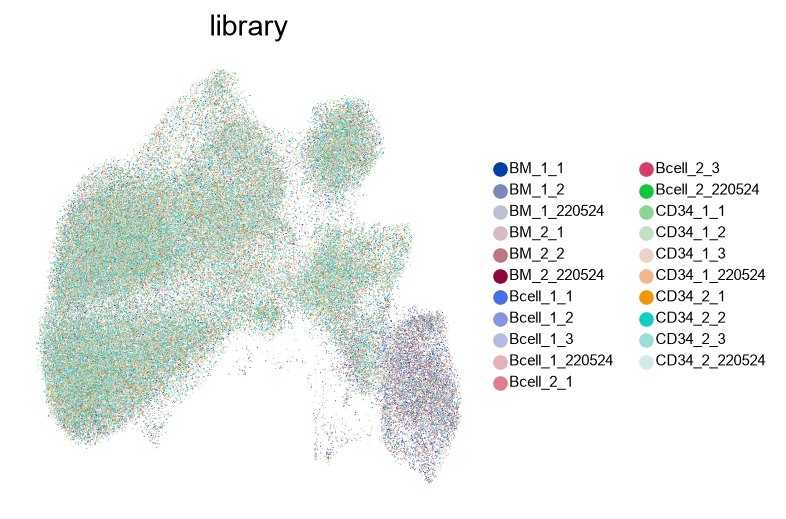 library
BM_1_1
BM_1_2
BM_1_220524
BM_2_1
BM_2_2
BM_2_220524
Bcell_1_1
Bcell_1_2
Bcell_1_3
Bcell_1_220524
Bcell_2_1
Bcell_2_3
Bcell_2_220524
CD34_1_1
CD34_1_2
CD34_1_3
CD34_1_220524
CD34_2_1
CD34_2_2
CD34_2_3
CD34_2_220524